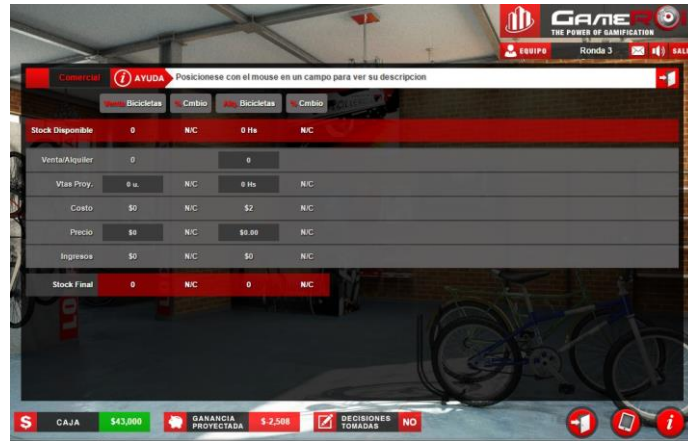 GAMER
THE POWER OF GAMIFICATION
EQUIPO Ronda 3 SALI
Comercial i AYUDA Posicionese con el mouse en un campo para ver su descripcion
Venta Bicicletas % Cmbio Alq. Bicicletas % Cmbio
Stock Disponible 0 N/C 0 Hs N/C
Venta/Alquiler 0 0
Vtas Proy. 0 u. N/C 0 Hs N/C
Costo $0 N/C $2 N/C
Precio $0 N/C $0.00 N/C
Ingresos $0 N/C $0 N/C
Stock Final 0 N/C 0 N/C
$ CAJA $43,000 GANANCIA PROYECTADA $-2,508 DECISIONES TOMADAS NO i